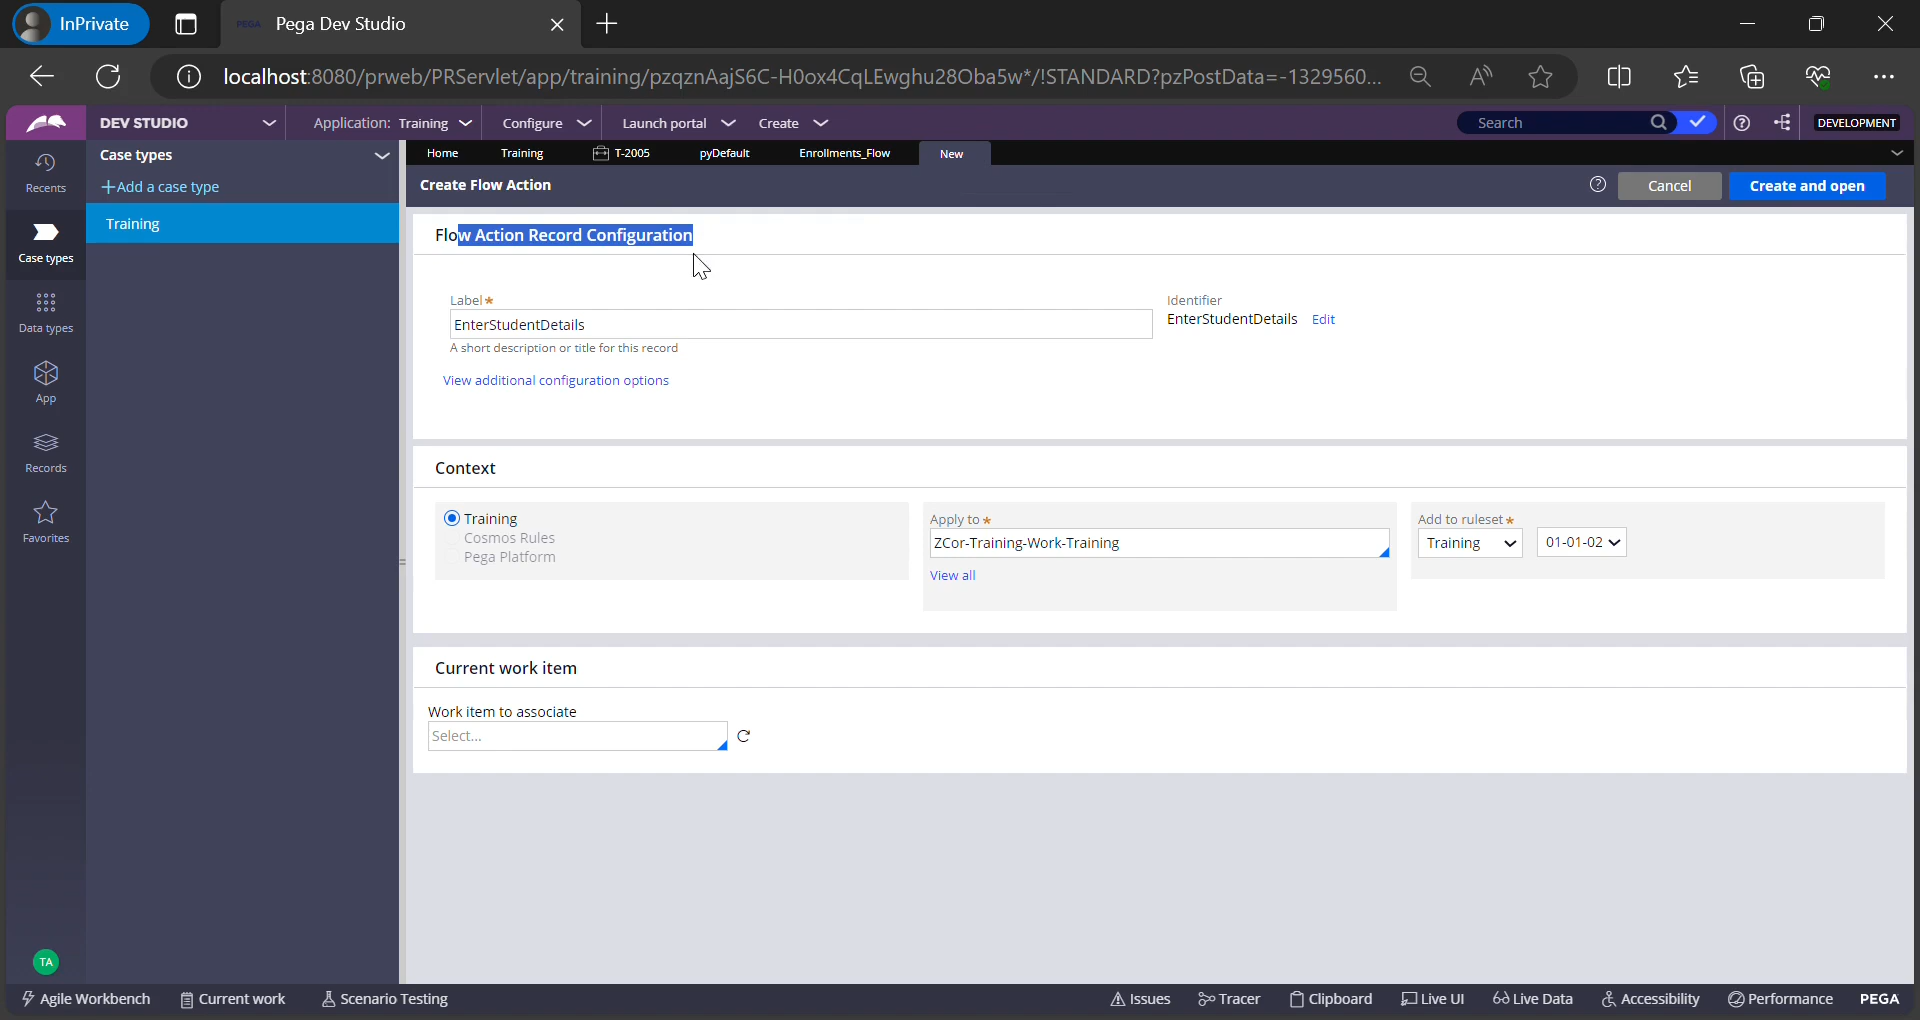 InPrivate
PEGA Pega Dev Studio
localhost:8080/prweb/PRServlet/app/training/pzqznAajS6C-H0ox4CqLEwghu28Oba5w*/!STANDARD?pzPostData=-1329560...
DEV STUDIO
Application: Training
Configure
Launch portal
Create
Search
DEVELOPMENT
Recents
Case types
Data types
App
Records
Favorites
TA
Case types
+Add a case type
Training
Home
Training
T-2005
pyDefault
Enrollments_Flow
New
Create Flow Action
Cancel
Create and open
Flow Action Record Configuration
Label*
EnterStudentDetails
A short description or title for this record
Identifier
EnterStudentDetails Edit
View additional configuration options
Context
Training
Cosmos Rules
Pega Platform
Apply to*
ZCor-Training-Work-Training
View all
Add to ruleset*
Training
01-01-02
Current work item
Work item to associate
Select...
Agile Workbench
Current work
Scenario Testing
Issues
Tracer
Clipboard
Live UI
Live Data
Accessibility
Performance
PEGA